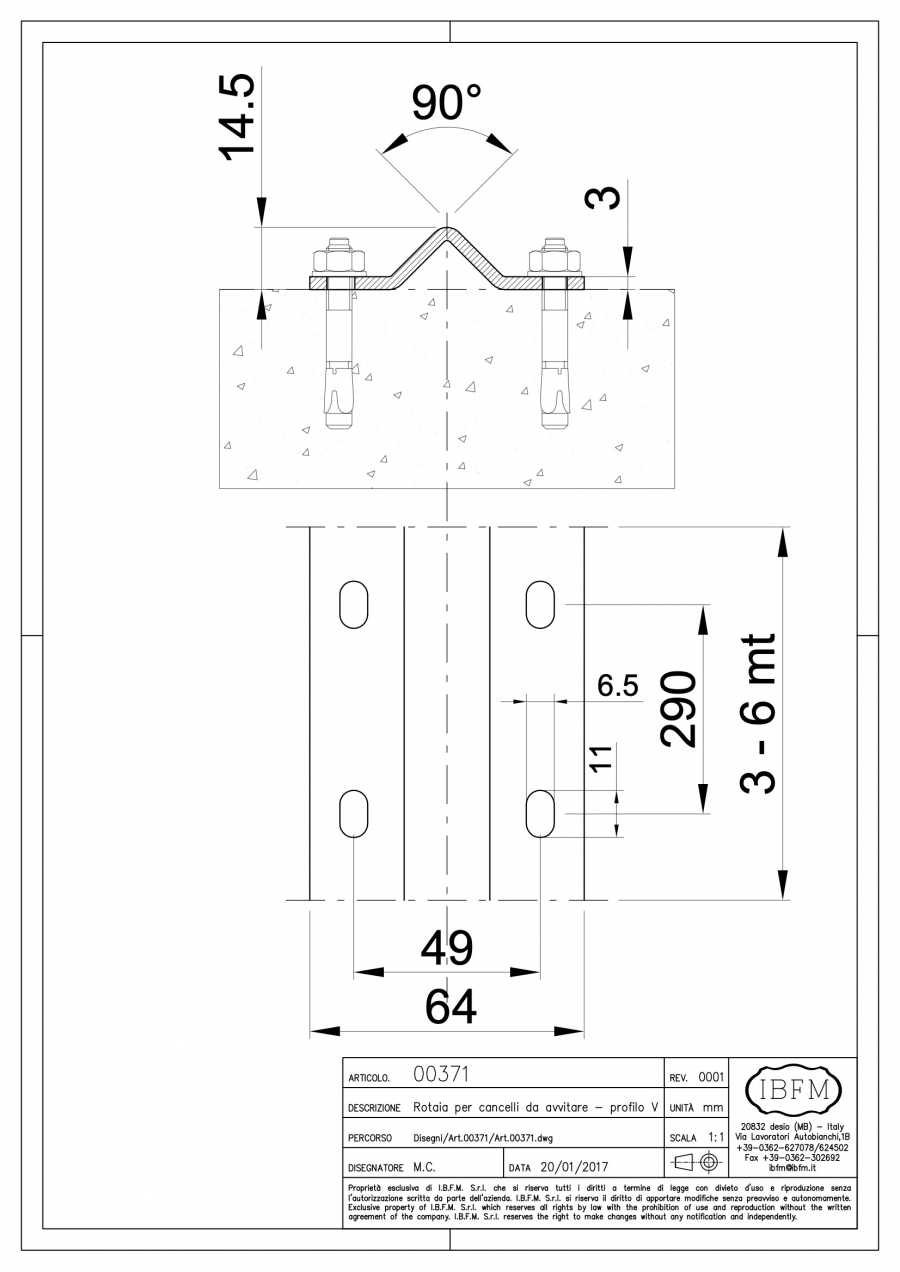 14.5
90°
3
6.5
290
3 - 6 mt
11
49
64
ARTICOLO. 00371
REV. 0001
DESCRIZIONE Rotaia per cancelli da avvitare – profilo V
UNITÀ mm
PERCORSO Disegni/Art.00371/Art.00371.dwg
SCALA 1:1
DISEGNATORE M.C.
DATA 20/01/2017
IBFM
20832 desio (MB) – Italy
Via Lavoratori Autobianchi,1B
+39-0362-627078/624502
Fax +39-0362-302692
ibfm@ibfm.it
Proprietà esclusiva di I.B.F.M. S.r.l. che si riserva tutti i diritti a termine di legge con divieto d'uso e riproduzione senza
l'autorizzazione scritta da parte dell'azienda. I.B.F.M. S.r.l. si riserva il diritto di apportare modifiche senza preavviso e autonomamente.
Exclusive property of I.B.F.M. S.r.l. which reserves all rights by law with the prohibition of use and reproduction without the written
agreement of the company. I.B.F.M. S.r.l. reserves the right to make changes without any notification and independently.